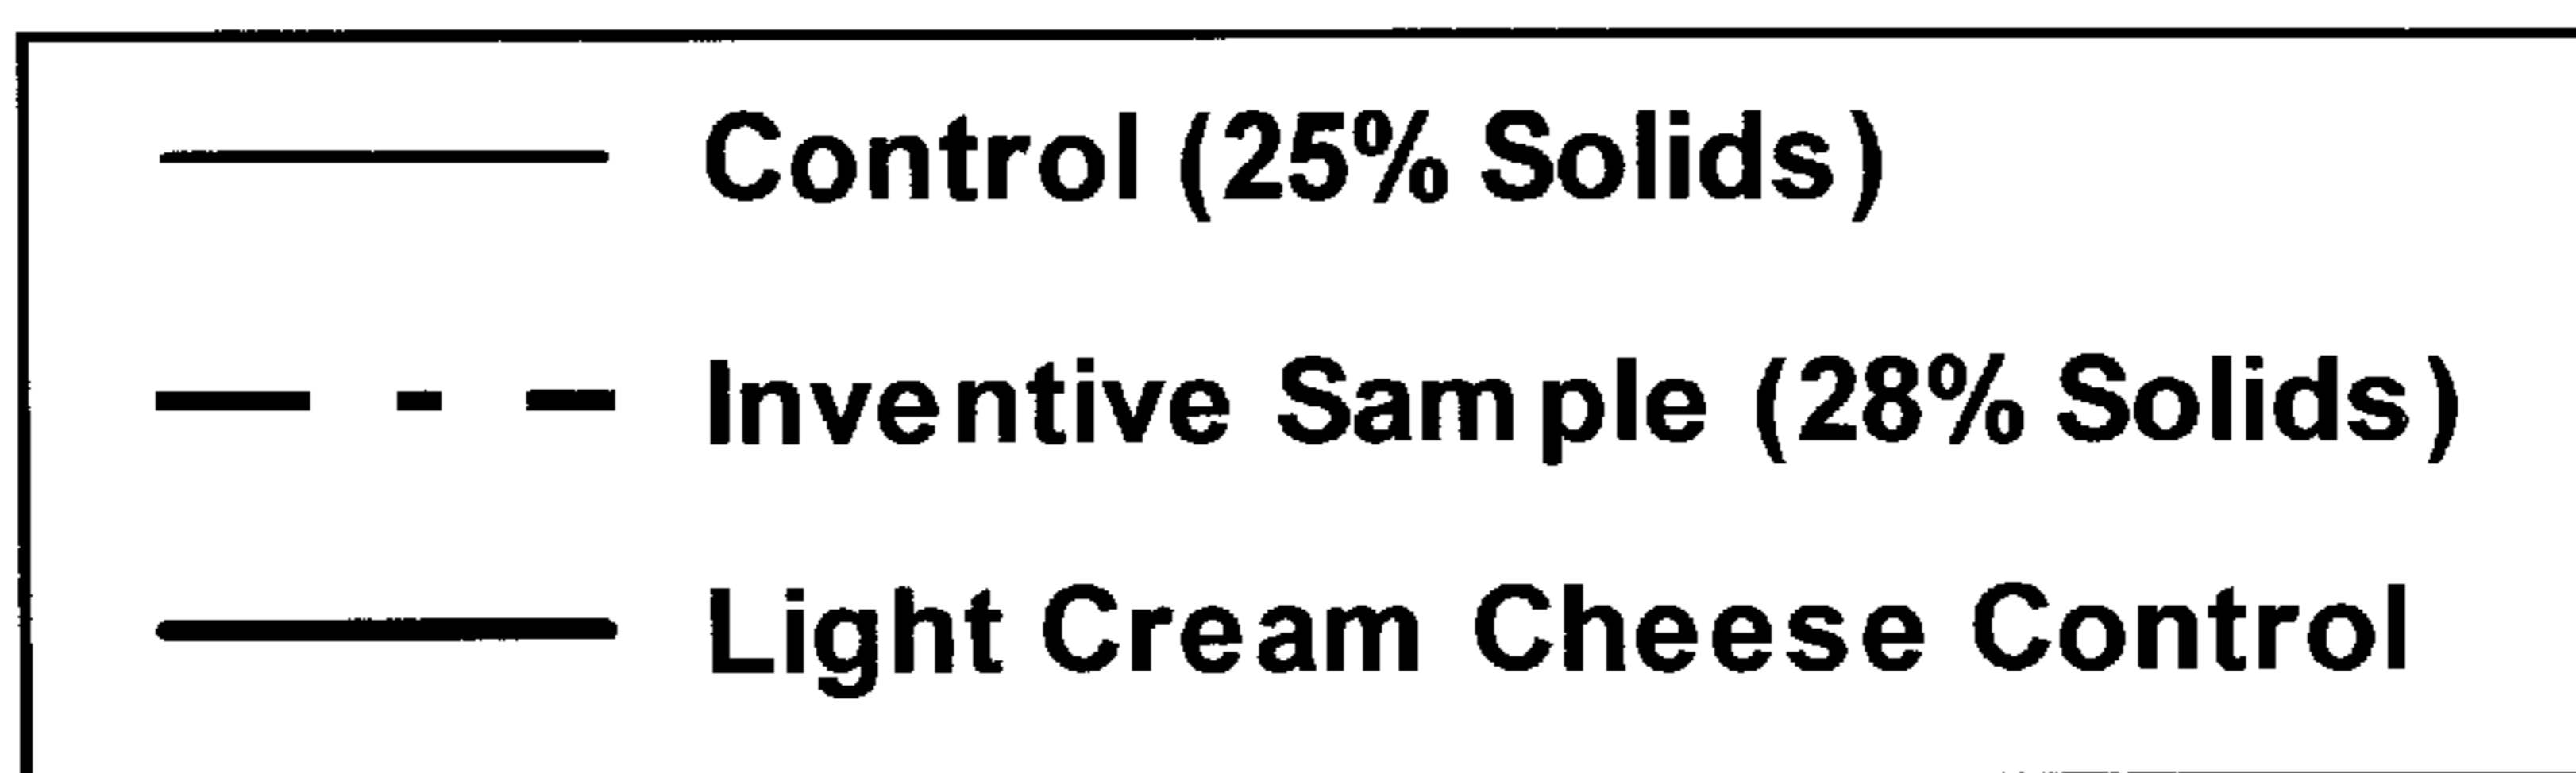 Control (25% Solids)
Inventive Sample (28% Solids)
Light Cream Cheese Control